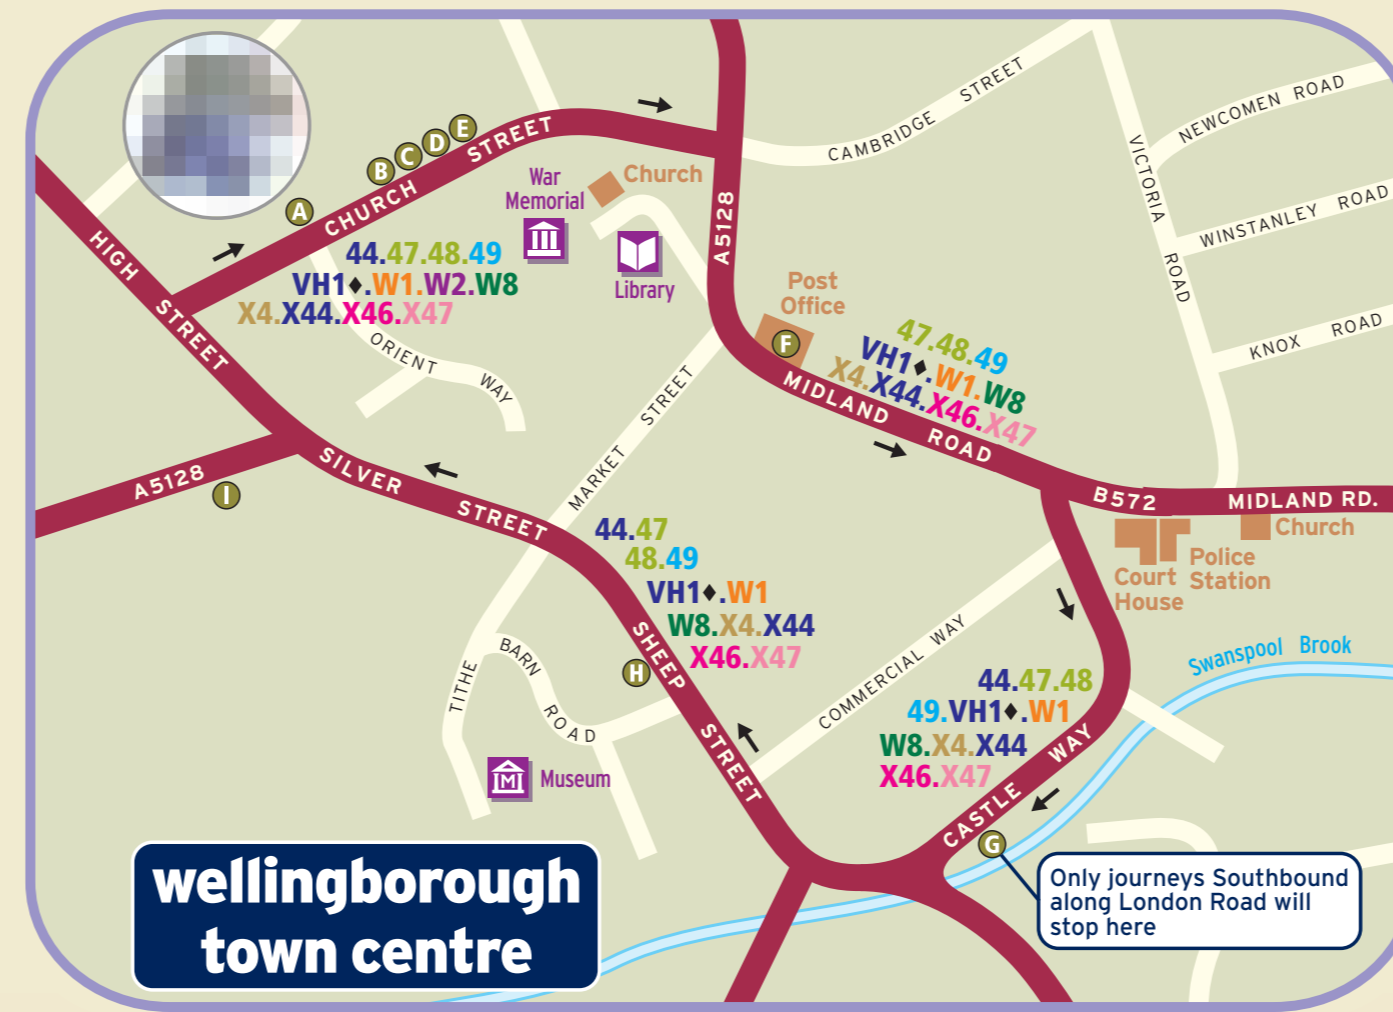 CAMBRIDGE STREET
NEWCOMEN ROAD
VICTORIA ROAD
WINSTANLEY ROAD
KNOX ROAD
A
B
C
D
E
CHURCH STREET
War
Memorial
Church
Library
A5128
HIGH STREET
44.47.48.49
VH1♦.W1.W2.W8
X4.X44.X46.X47
ORIENT WAY
Post
Office
F
47.48.49
VH1♦.W1.W8
X4.X44.X46.X47
MIDLAND ROAD
MARKET STREET
A5128
I
SILVER STREET
B572
MIDLAND RD.
Church
Court
House
Police
Station
44.47
48.49
VH1♦.W1
W8.X4.X44
X46.X47
SHEEP STREET
H
TITHE BARN ROAD
Museum
COMMERCIAL WAY
Swanspool Brook
44.47.48
49.VH1♦.W1
W8.X4.X44
X46.X47
CASTLE WAY
G
Only journeys Southbound
along London Road will
stop here
wellingborough
town centre